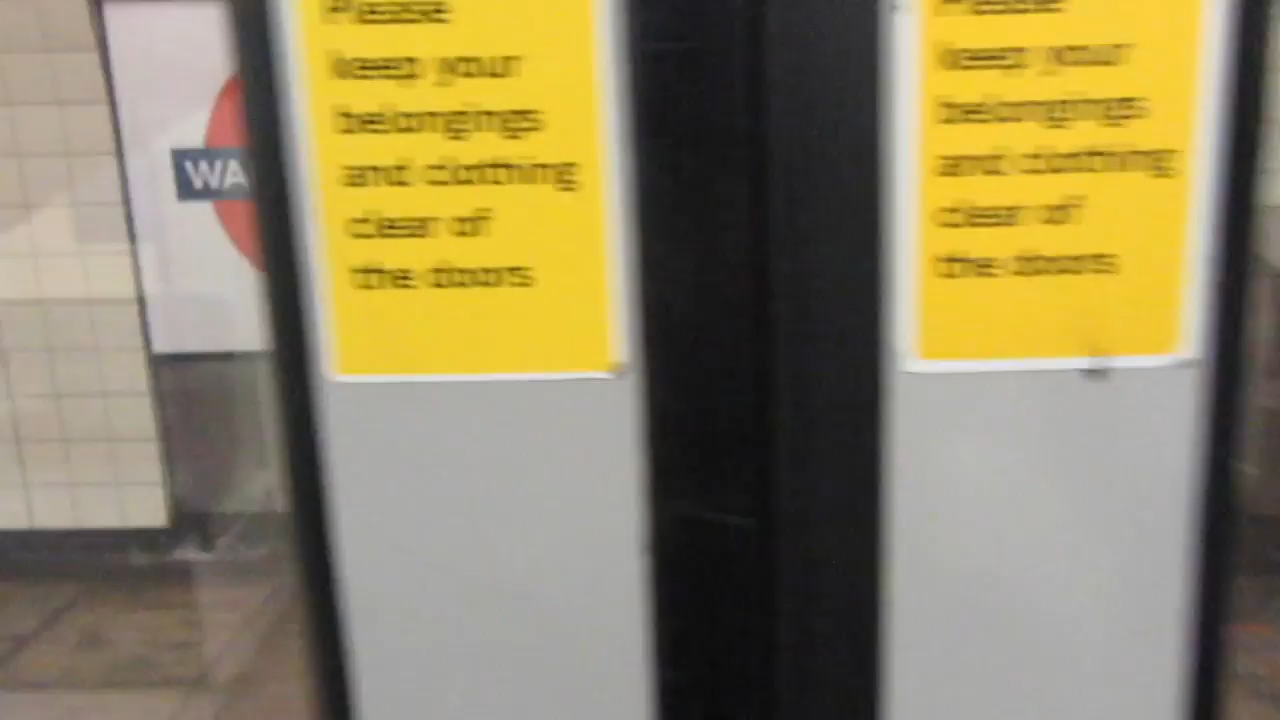 WA
Please
keep your
belongings
and clothing
clear of
the doors
Please
keep your
belongings
and clothing
clear of
the doors